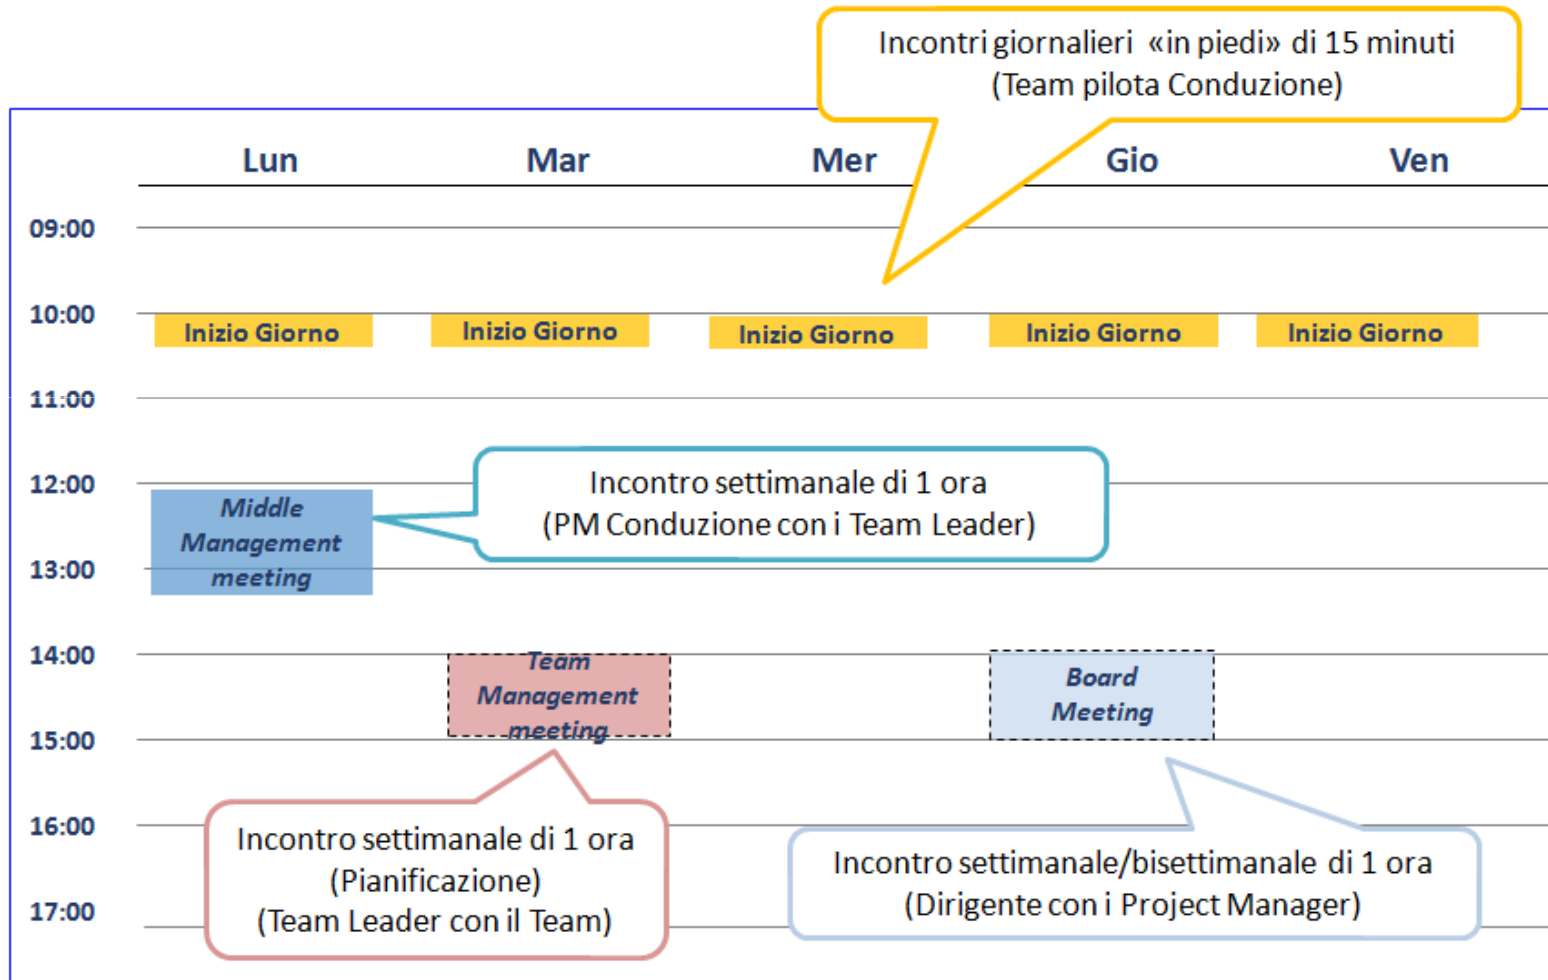 Incontri giornalieri «in piedi» di 15 minuti
(Team pilota Conduzione)
Lun Mar Mer Gio Ven
09:00
10:00
Inizio Giorno Inizio Giorno Inizio Giorno Inizio Giorno Inizio Giorno
11:00
12:00
Middle
Management
meeting
Incontro settimanale di 1 ora
(PM Conduzione con i Team Leader)
13:00
14:00
Team
Management
meeting
Board
Meeting
15:00
16:00
Incontro settimanale di 1 ora
(Pianificazione)
(Team Leader con il Team)
Incontro settimanale/bisettimanale di 1 ora
(Dirigente con i Project Manager)
17:00